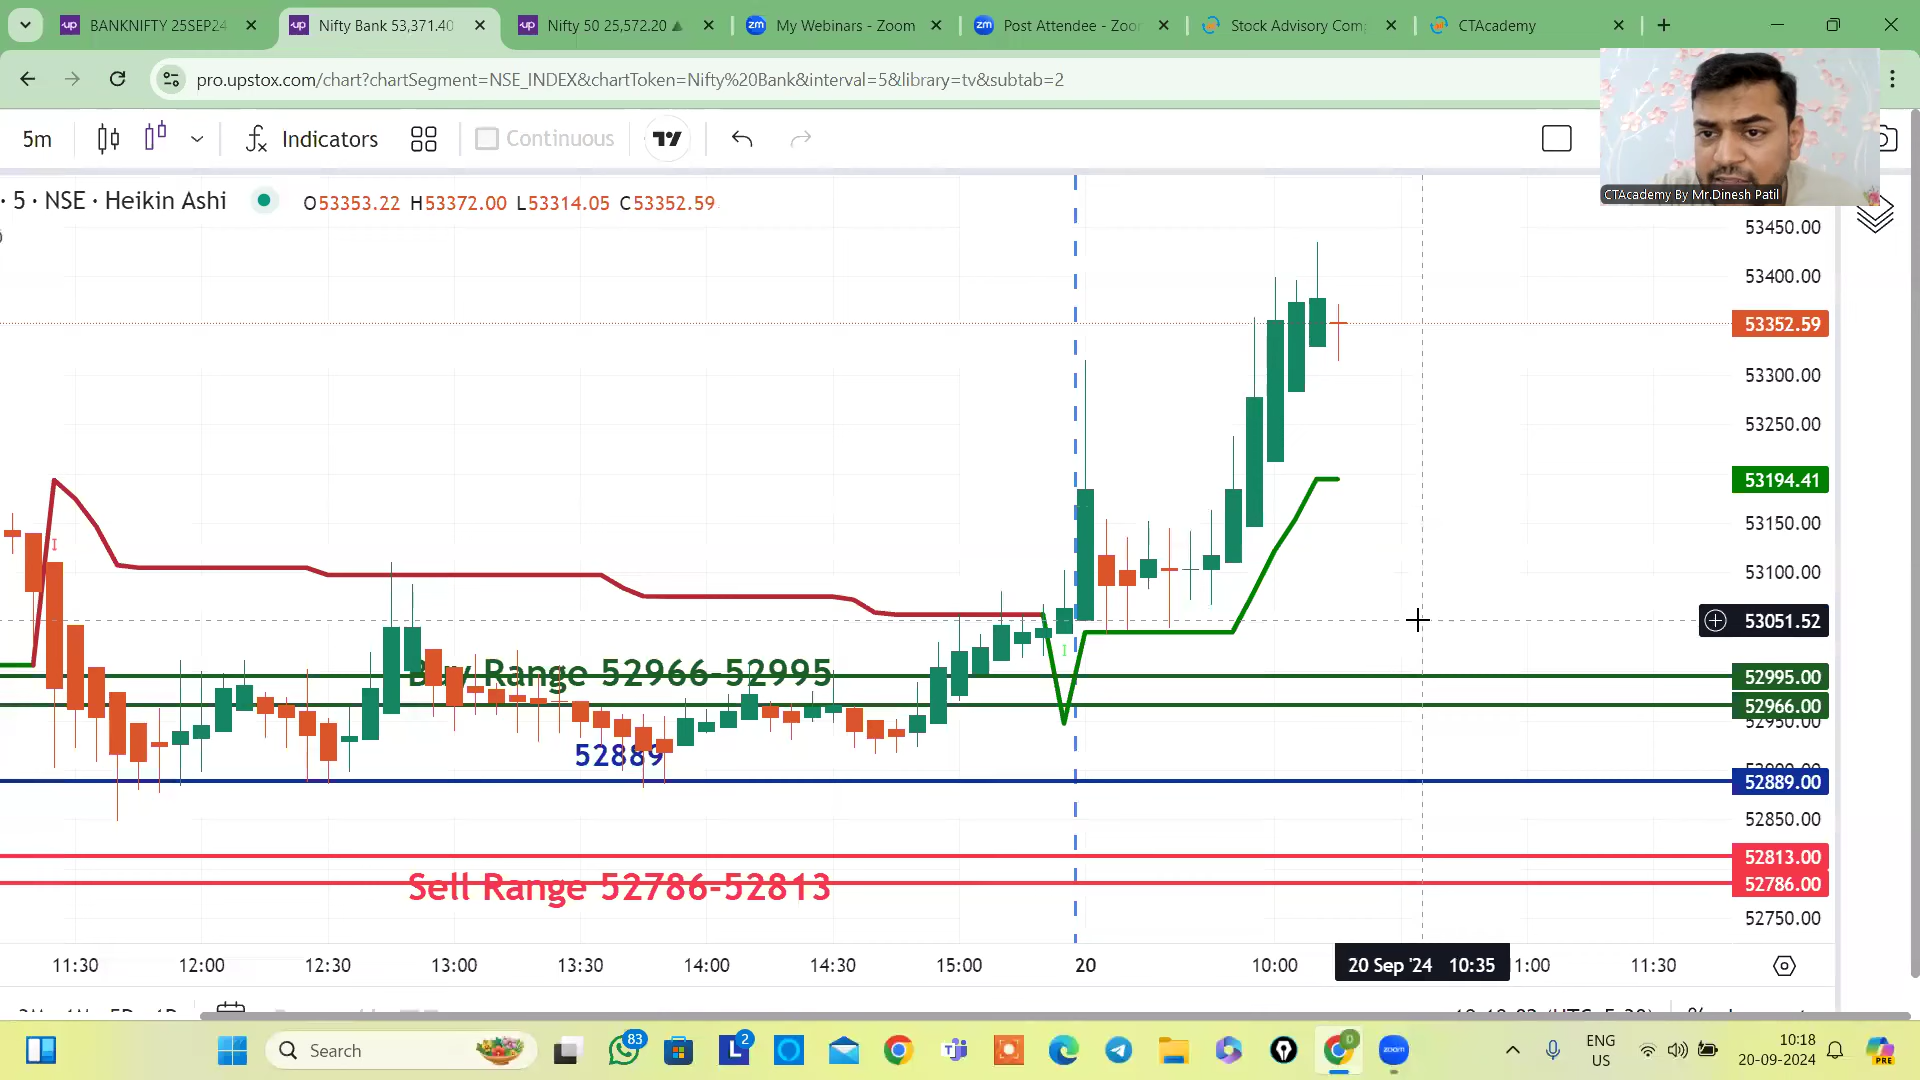 BANKNIFTY 25SEP24
Nifty Bank 53,371.40
Nifty 50 25,572.20 ▲
My Webinars - Zoom
Post Attendee - Zoo
Stock Advisory Com
CTAcademy
pro.upstox.com/chart?chartSegment=NSE_INDEX&chartToken=Nifty%20Bank&interval=5&library=tv&subtab=2
5m
Indicators
Continuous
CTAcademy By Mr.Dinesh Patil
· 5 · NSE · Heikin Ashi
O53353.22 H53372.00 L53314.05 C53352.59
53450.00
53400.00
53352.59
53300.00
53250.00
53194.41
53150.00
53100.00
53051.52
Buy Range 52966-52995
52995.00
52966.00
52950.00
52889
52889.00
52850.00
52813.00
Sell Range 52786-52813
52786.00
52750.00
11:30
12:00
12:30
13:00
13:30
14:00
14:30
15:00
20
10:00
20 Sep '24 10:35
1:00
11:30
Search
83
2
D
zoom
ENG
US
10:18
20-09-2024
PRE